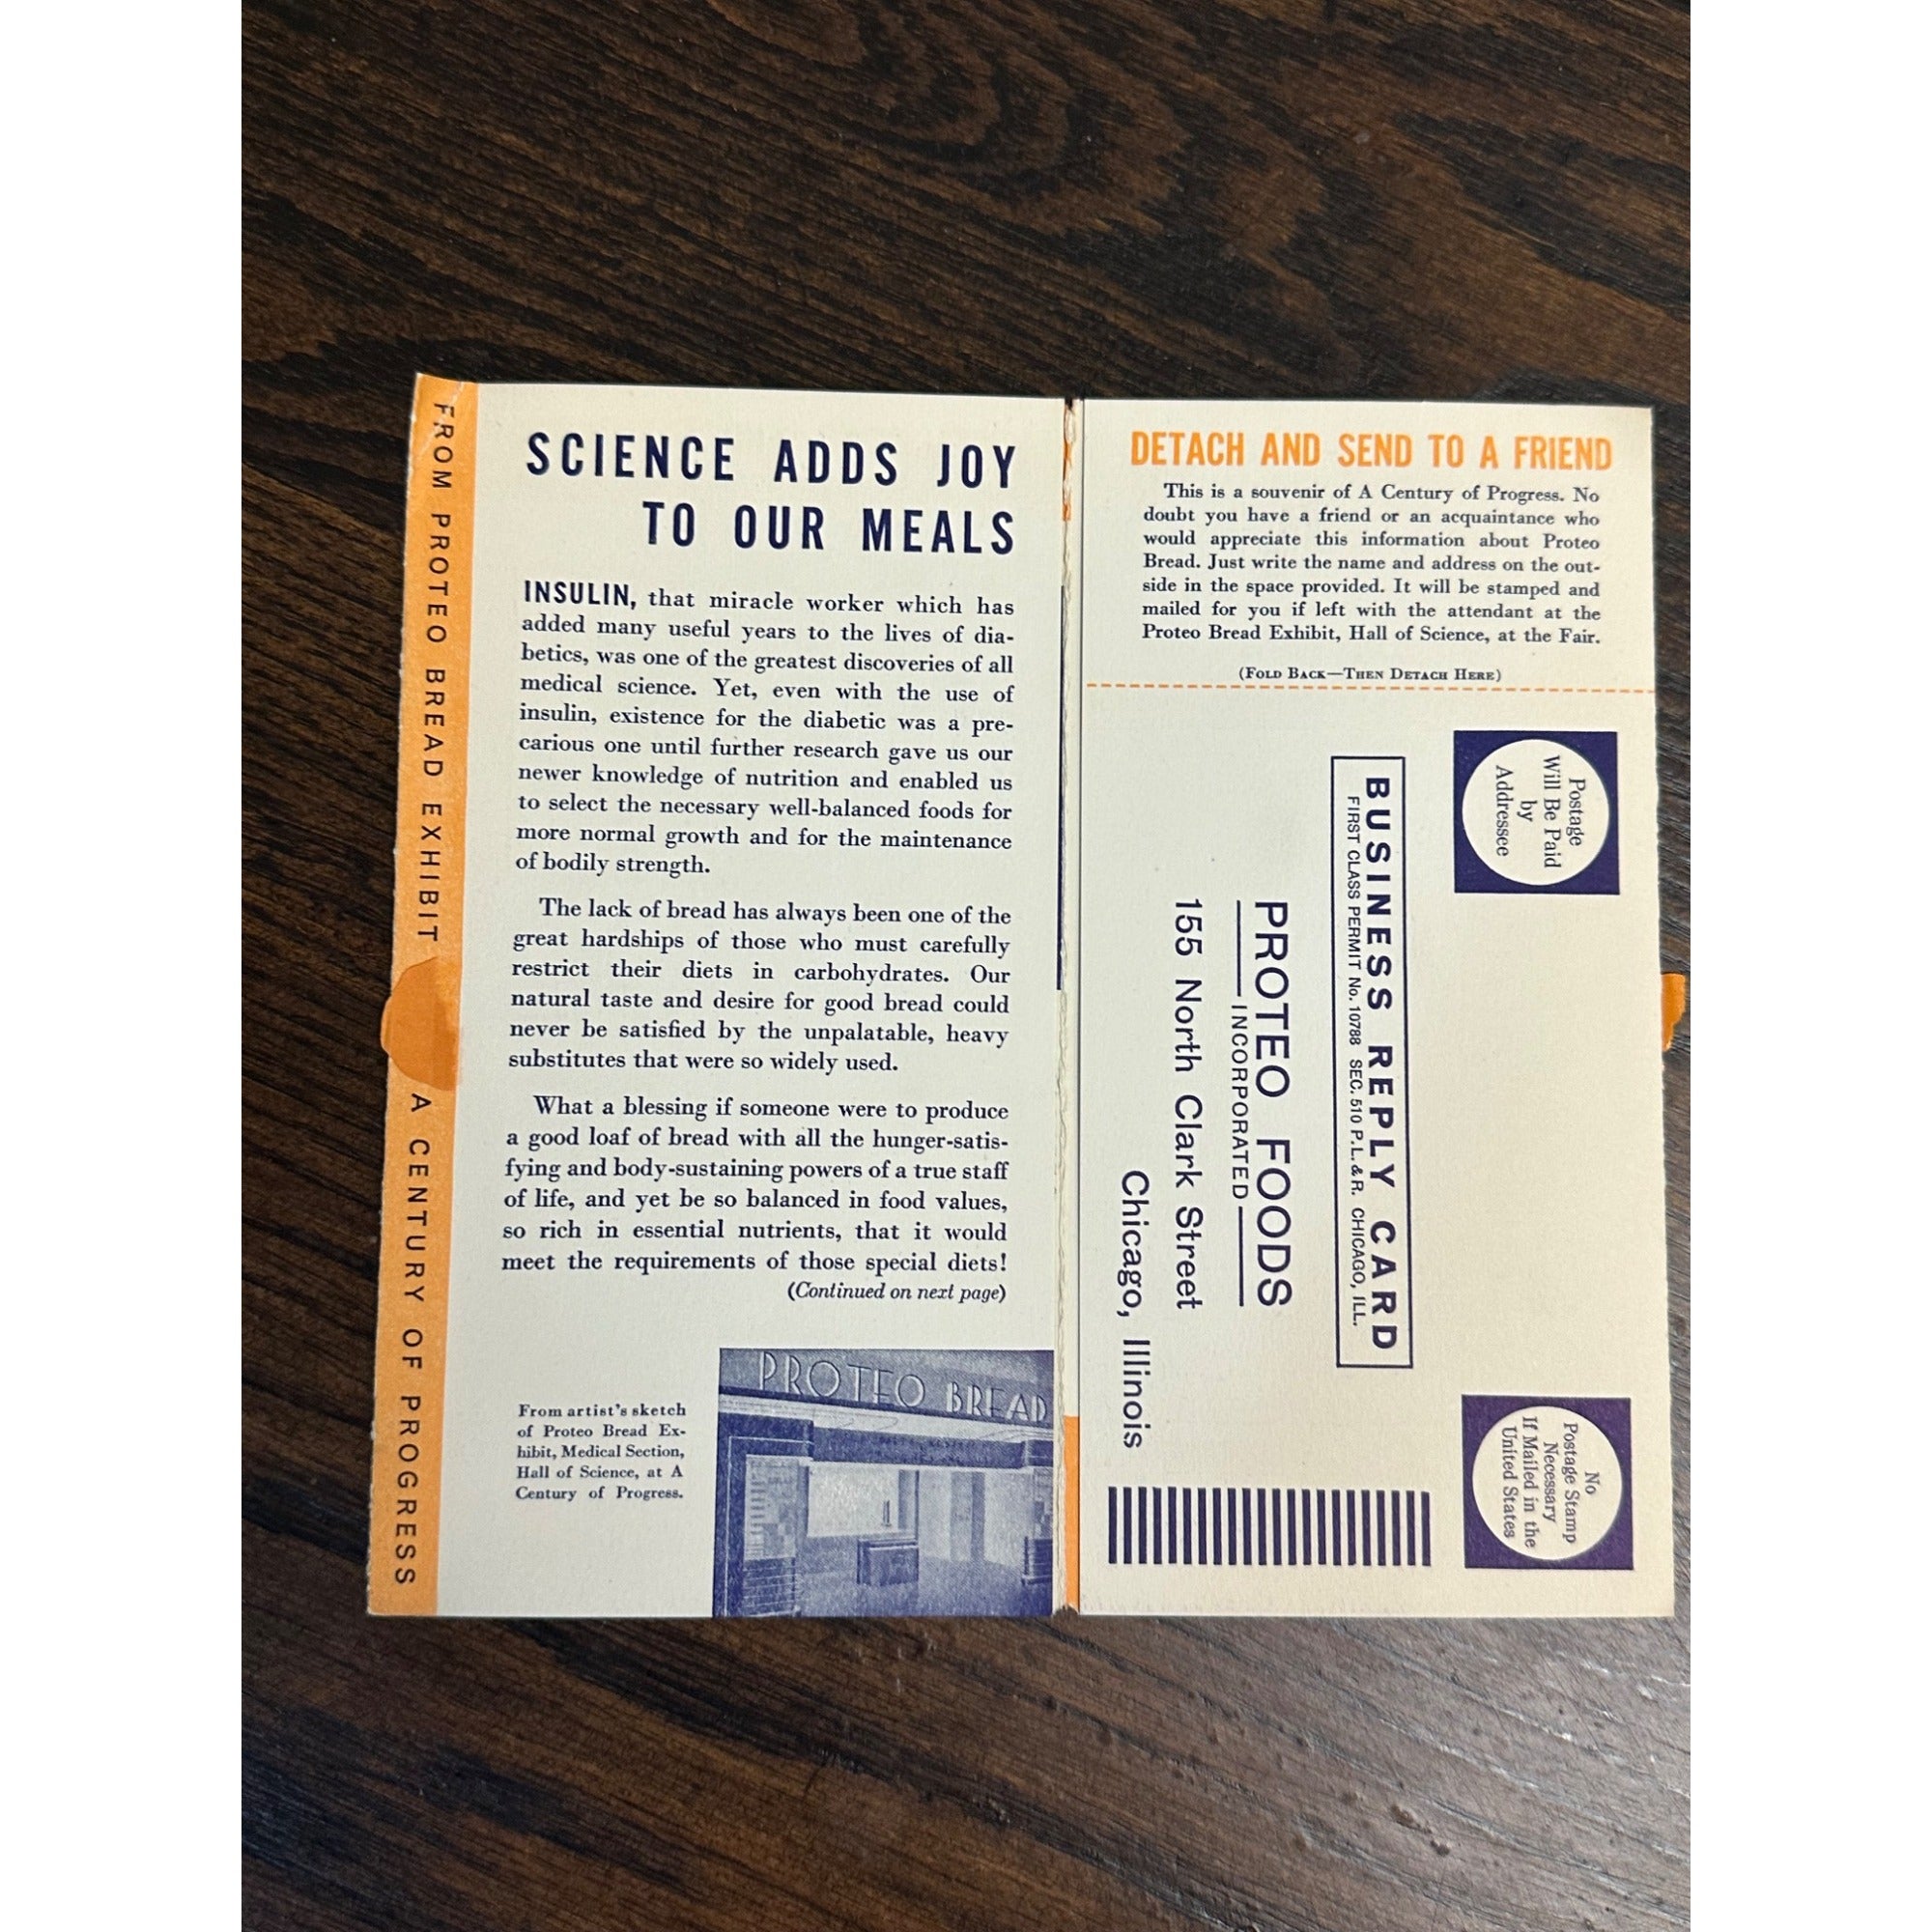 FROM PROTEO BREAD EXHIBIT A CENTURY OF PROGRESS
SCIENCE ADDS JOY
TO OUR MEALS
INSULIN, that miracle worker which has
added many useful years to the lives of dia-
betics, was one of the greatest discoveries of all
medical science. Yet, even with the use of
insulin, existence for the diabetic was a pre-
carious one until further research gave us our
newer knowledge of nutrition and enabled us
to select the necessary well-balanced foods for
more normal growth and for the maintenance
of bodily strength.
The lack of bread has always been one of the
great hardships of those who must carefully
restrict their diets in carbohydrates. Our
natural taste and desire for good bread could
never be satisfied by the unpalatable, heavy
substitutes that were so widely used.
What a blessing if someone were to produce
a good loaf of bread with all the hunger-satis-
fying and body-sustaining powers of a true staff
of life, and yet be so balanced in food values,
so rich in essential nutrients, that it would
meet the requirements of those special diets!
(Continued on next page)
From artist's sketch
of Proteo Bread Ex-
hibit, Medical Section,
Hall of Science, at A
Century of Progress.
PROTEO BREAD
DETACH AND SEND TO A FRIEND
This is a souvenir of A Century of Progress. No
doubt you have a friend or an acquaintance who
would appreciate this information about Proteo
Bread. Just write the name and address on the out-
side in the space provided. It will be stamped and
mailed for you if left with the attendant at the
Proteo Bread Exhibit, Hall of Science, at the Fair.
(FOLD BACK—THEN DETACH HERE)
Postage
Will Be Paid
by
Addressee
No
Postage Stamp
Necessary
If Mailed in the
United States
BUSINESS REPLY CARD
FIRST CLASS PERMIT No. 10788 SEC. 510 P.L.&R. CHICAGO, ILL.
PROTEO FOODS
INCORPORATED
155 North Clark Street
Chicago, Illinois